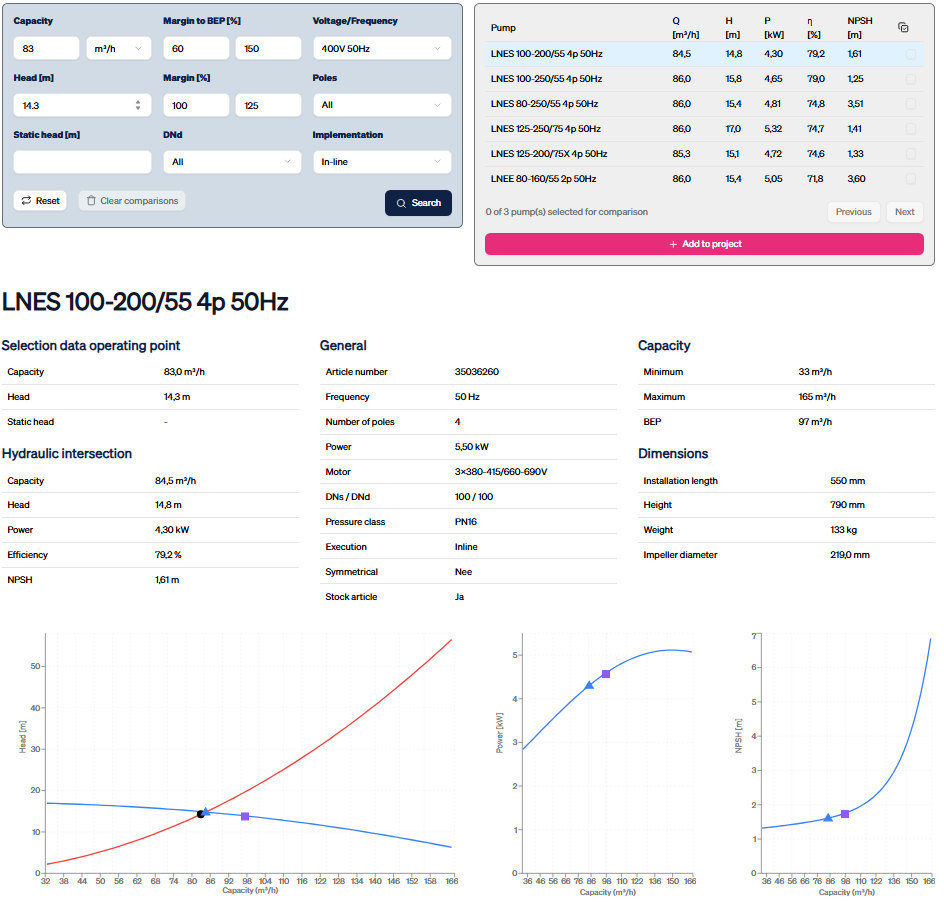 Capacity Margin to BEP [%] Voltage/Frequency
83 m³/h 60 150 400V 50Hz
Head [m] Margin [%] Poles
14.3 100 125 All
Static head [m] DNd Implementation
All In-line
Reset Clear comparisons Search
Pump Q [m³/h] H [m] P [kW] η [%] NPSH [m]
LNES 100-200/55 4p 50Hz 84,5 14,8 4,30 79,2 1,61
LNES 100-250/55 4p 50Hz 86,0 15,8 4,65 79,0 1,25
LNES 80-250/55 4p 50Hz 86,0 15,4 4,81 74,8 3,51
LNES 125-250/75 4p 50Hz 86,0 17,0 5,32 74,7 1,41
LNES 125-200/75X 4p 50Hz 85,3 15,1 4,72 74,6 1,33
LNEE 80-160/55 2p 50Hz 86,0 15,4 5,05 71,8 3,60
0 of 3 pump(s) selected for comparison Previous Next
+ Add to project
LNES 100-200/55 4p 50Hz
Selection data operating point
Capacity 83,0 m³/h
Head 14,3 m
Static head -
Hydraulic intersection
Capacity 84,5 m³/h
Head 14,8 m
Power 4,30 kW
Efficiency 79,2 %
NPSH 1,61 m
General
Article number 35036260
Frequency 50 Hz
Number of poles 4
Power 5,50 kW
Motor 3×380-415/660-690V
DNs / DNd 100 / 100
Pressure class PN16
Execution Inline
Symmetrical Nee
Stock article Ja
Capacity
Minimum 33 m³/h
Maximum 165 m³/h
BEP 97 m³/h
Dimensions
Installation length 550 mm
Height 790 mm
Weight 133 kg
Impeller diameter 219,0 mm
Head [m]
50
40
30
20
10
0
32 38 44 50 56 62 68 74 80 86 92 98 104 110 116 122 128 134 140 146 152 158 166
Capacity (m³/h)
Power [kW]
5
4
3
2
1
0
36 46 56 66 76 86 98 110 122 136 150 166
Capacity (m³/h)
NPSH [m]
7
6
5
4
3
2
1
0
36 46 56 66 76 86 98 110 122 136 150 166
Capacity (m³/h)